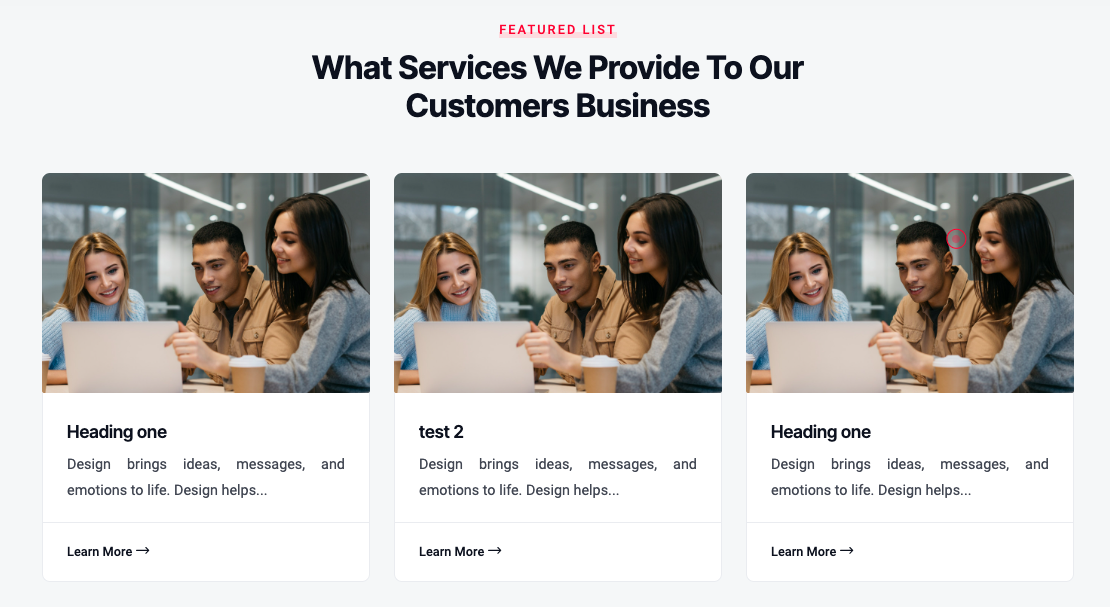 FEATURED LIST
What Services We Provide To Our
Customers Business
Heading one
Design brings ideas, messages, and
emotions to life. Design helps...
Learn More →
test 2
Design brings ideas, messages, and
emotions to life. Design helps...
Learn More →
Heading one
Design brings ideas, messages, and
emotions to life. Design helps...
Learn More →